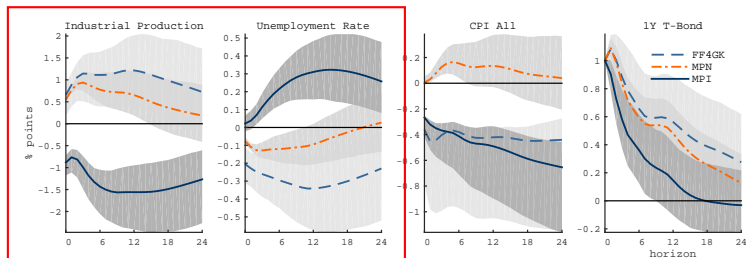 Industrial Production
Unemployment Rate
CPI All
1Y T-Bond
% points
2
1.5
1
0.5
0
-0.5
-1
-1.5
-2
0 6 12 18 24
0.5
0.4
0.3
0.2
0.1
0
-0.1
-0.2
-0.3
-0.4
-0.5
0 6 12 18 24
0.2
0
-0.2
-0.4
-0.6
-0.8
-1
0 6 12 18 24
1
0.8
0.6
0.4
0.2
0
-0.2
0 6 12 18 24
FF4GK
MPN
MPI
horizon